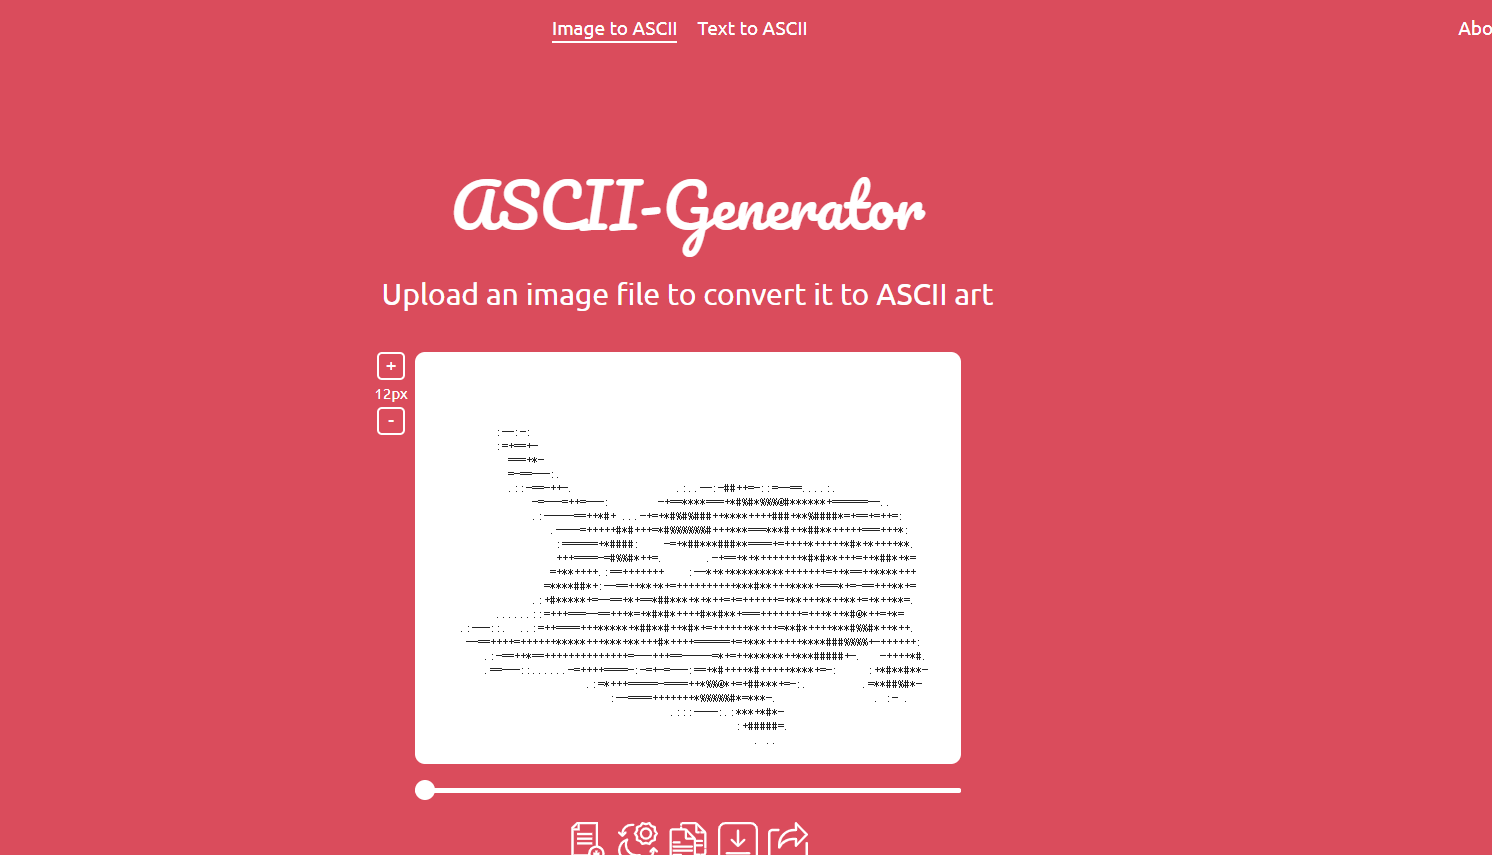 Image to ASCII Text to ASCII Abo
ASCII-Generator
Upload an image file to convert it to ASCII art
+
12px
-